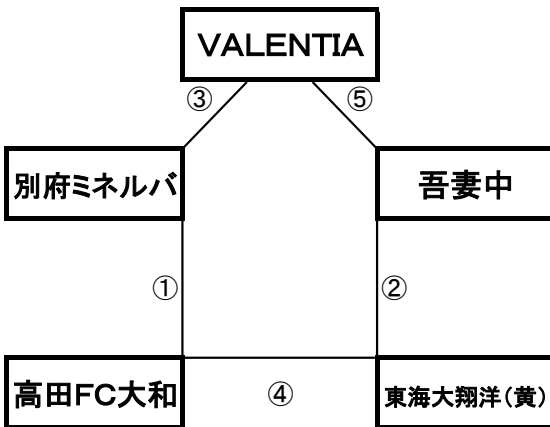 VALENTIA
③
⑤
別府ミネルバ
吾妻中
①
②
高田FC大和
④
東海大翔洋(黄)